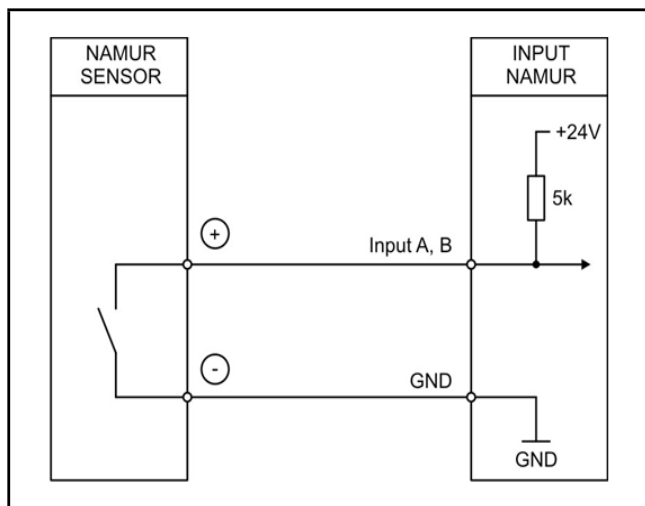 NAMUR
SENSOR
INPUT
NAMUR
+24V
5k
+
Input A, B
-
GND
GND